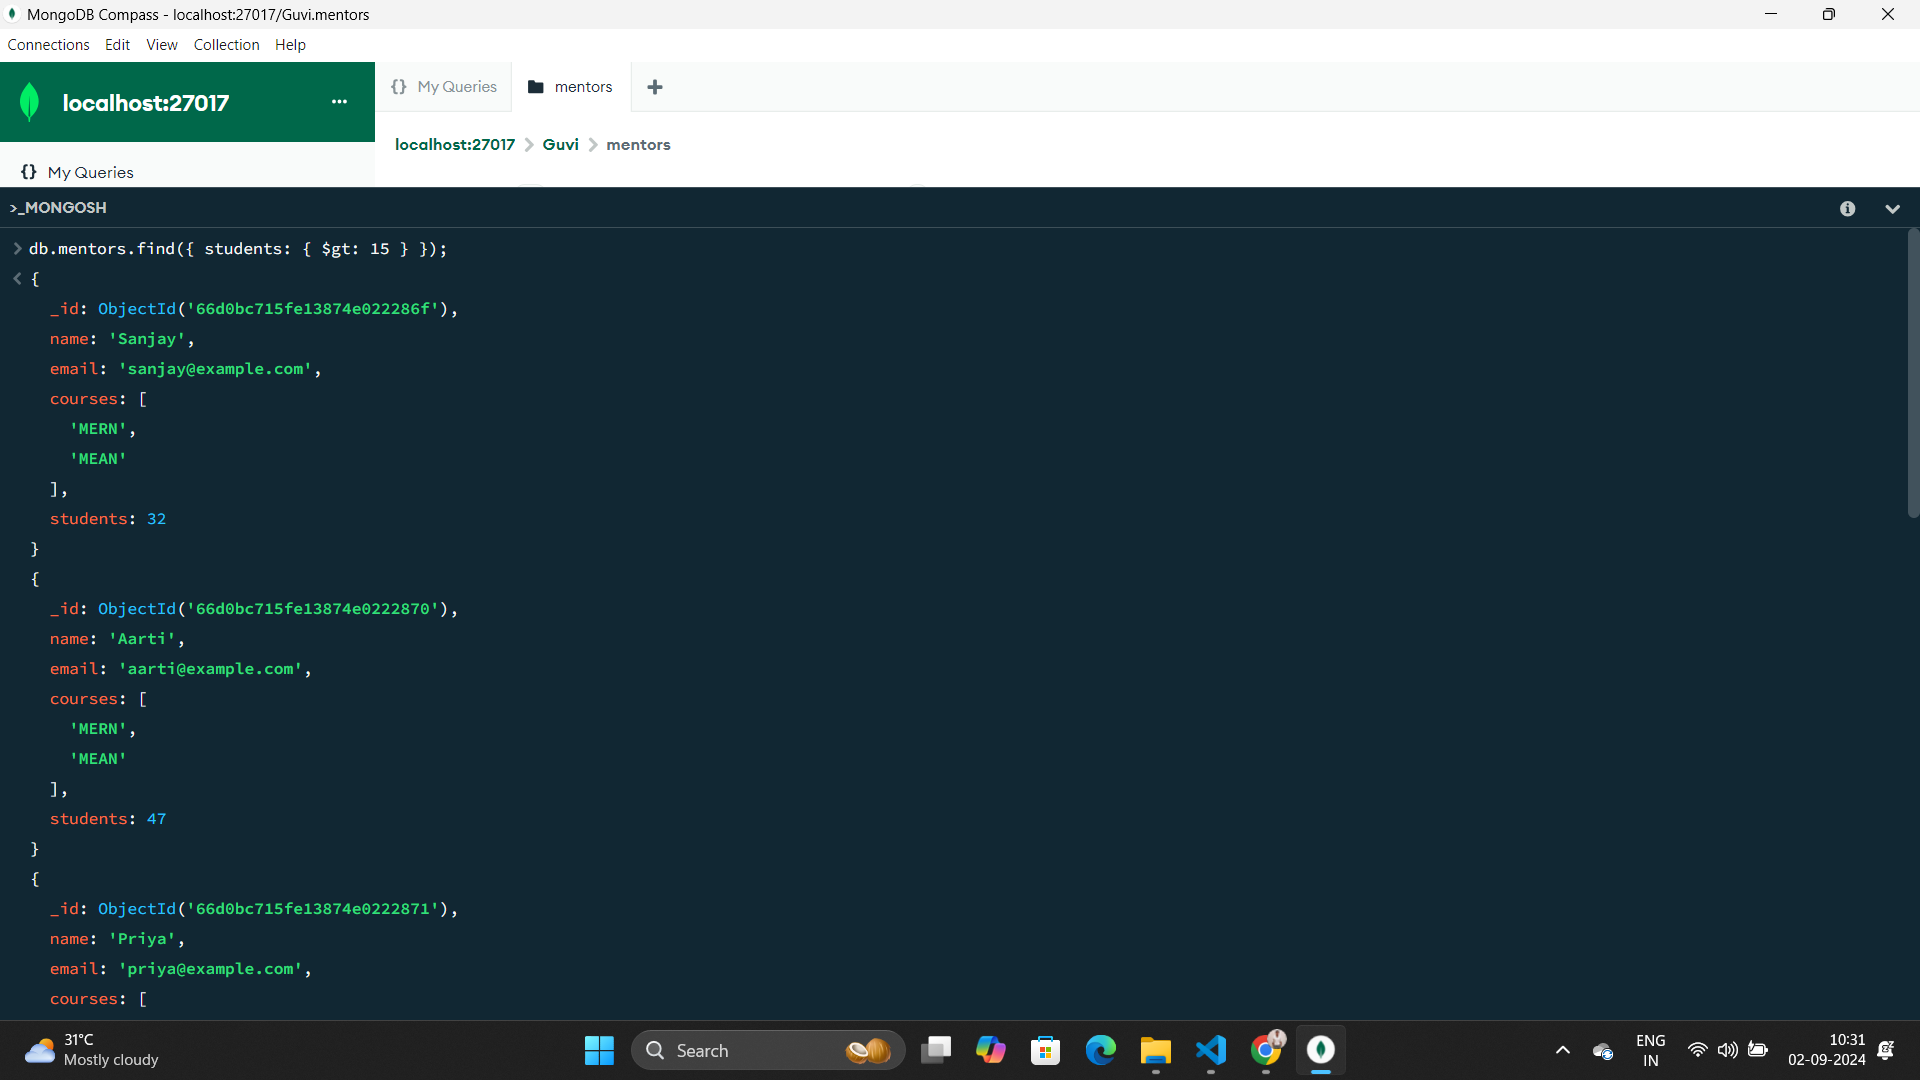 MongoDB Compass - localhost:27017/Guvi.mentors
Connections Edit View Collection Help
localhost:27017 ...
{} My Queries mentors +
localhost:27017 > Guvi > mentors
{} My Queries
>_MONGOSH
> db.mentors.find({ students: { $gt: 15 } });
< {
_id: ObjectId('66d0bc715fe13874e022286f'),
name: 'Sanjay',
email: 'sanjay@example.com',
courses: [
'MERN',
'MEAN'
],
students: 32
}
{
_id: ObjectId('66d0bc715fe13874e0222870'),
name: 'Aarti',
email: 'aarti@example.com',
courses: [
'MERN',
'MEAN'
],
students: 47
}
{
_id: ObjectId('66d0bc715fe13874e0222871'),
name: 'Priya',
email: 'priya@example.com',
courses: [
31°C
Mostly cloudy
Search
ENG
IN
10:31
02-09-2024